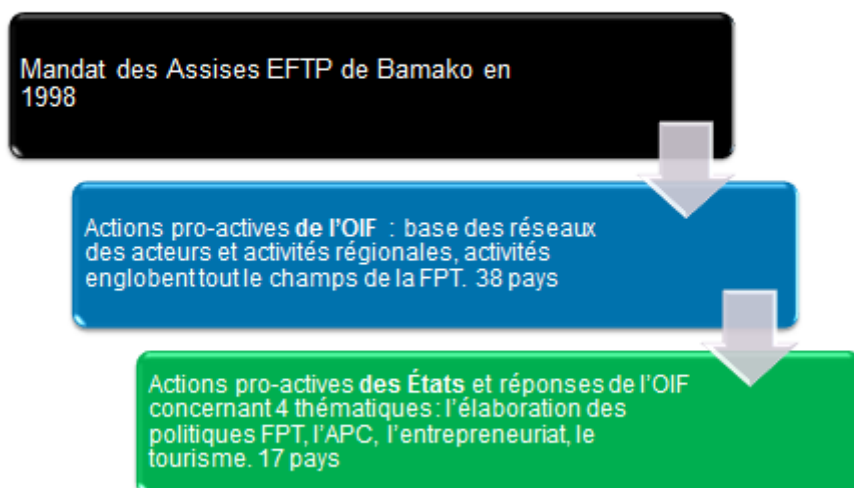 Mandat des Assises EFTP de Bamako en
1998
Actions pro-actives de l'OIF : base des réseaux
des acteurs et activités régionales, activités
englobent tout le champs de la FPT. 38 pays
Actions pro-actives des États et réponses de l'OIF
concernant 4 thématiques : l'élaboration des
politiques FPT, l'APC, l'entrepreneuriat, le
tourisme. 17 pays